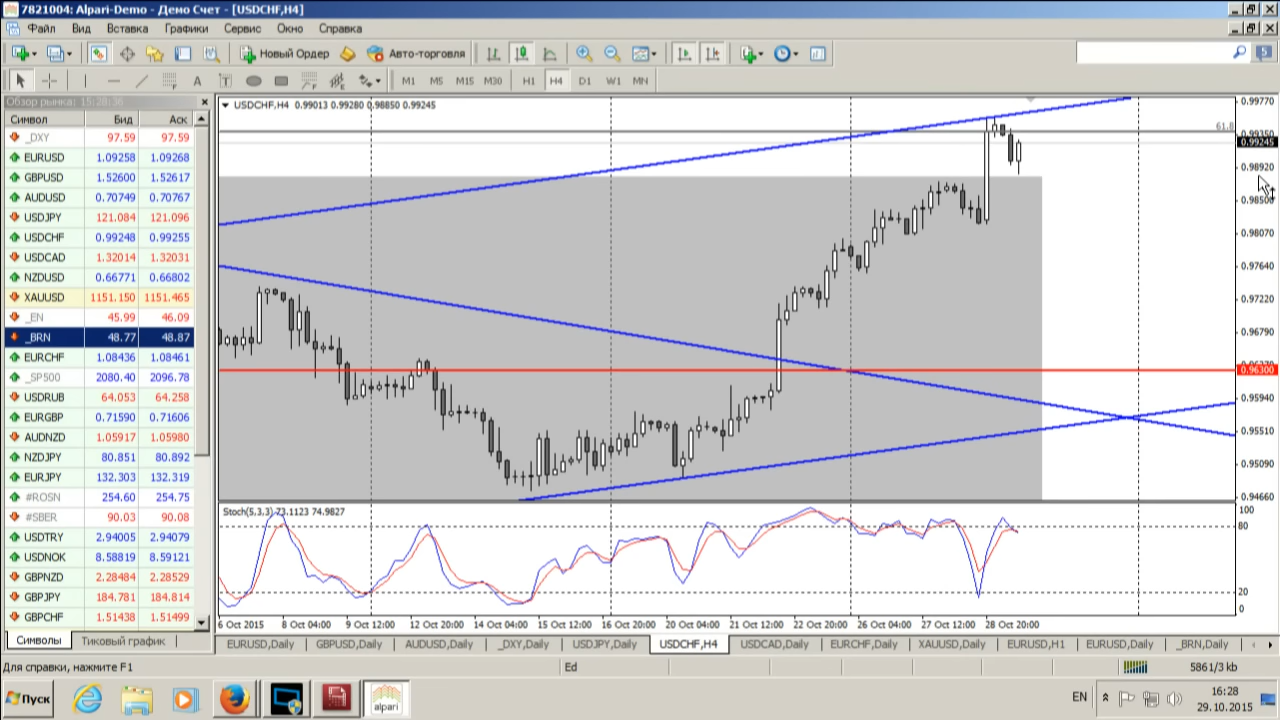 7821004: Alpari-Demo - Демо Счет - [USDCHF,H4]
Файл Вид Вставка Графики Сервис Окно Справка
Новый Ордер Авто-торговля
A T M1 M5 M15 M30 H1 H4 D1 W1 MN
Обзор рынка: 15:28:36
Символ Бид Аск
_DXY 97.59 97.59
EURUSD 1.09258 1.09268
GBPUSD 1.52600 1.52617
AUDUSD 0.70749 0.70767
USDJPY 121.084 121.096
USDCHF 0.99248 0.99255
USDCAD 1.32014 1.32031
NZDUSD 0.66771 0.66802
XAUUSD 1151.150 1151.465
_EN 45.99 46.09
_BRN 48.77 48.87
EURCHF 1.08436 1.08461
_SP500 2080.40 2096.78
USDRUB 64.053 64.258
EURGBP 0.71590 0.71606
AUDNZD 1.05917 1.05980
NZDJPY 80.851 80.892
EURJPY 132.303 132.319
#ROSN 254.60 254.75
#SBER 90.03 90.08
USDTRY 2.94005 2.94079
USDNOK 8.58819 8.59121
GBPNZD 2.28484 2.28529
GBPJPY 184.781 184.814
GBPCHF 1.51438 1.51499
Символы Тиковый график
USDCHF,H4 0.99013 0.99280 0.98850 0.99245
61.8
0.99770
0.99350
0.99245
0.98920
0.98500
0.98070
0.97640
0.97220
0.96790
0.96370
0.96300
0.95940
0.95510
0.95090
0.94660
Stoch(5,3,3) 73.1123 74.9827
100
80
20
0
6 Oct 2015 8 Oct 04:00 9 Oct 12:00 12 Oct 20:00 14 Oct 04:00 15 Oct 12:00 16 Oct 20:00 20 Oct 04:00 21 Oct 12:00 22 Oct 20:00 26 Oct 04:00 27 Oct 12:00 28 Oct 20:00
EURUSD,Daily GBPUSD,Daily AUDUSD,Daily _DXY,Daily USDJPY,Daily USDCHF,H4 USDCAD,Daily EURCHF,Daily XAUUSD,Daily EURUSD,H1 EURUSD,Daily _BRN,Daily
Для справки, нажмите F1 Ed 5861/3 kb
Пуск alpari EN 16:28
29.10.2015